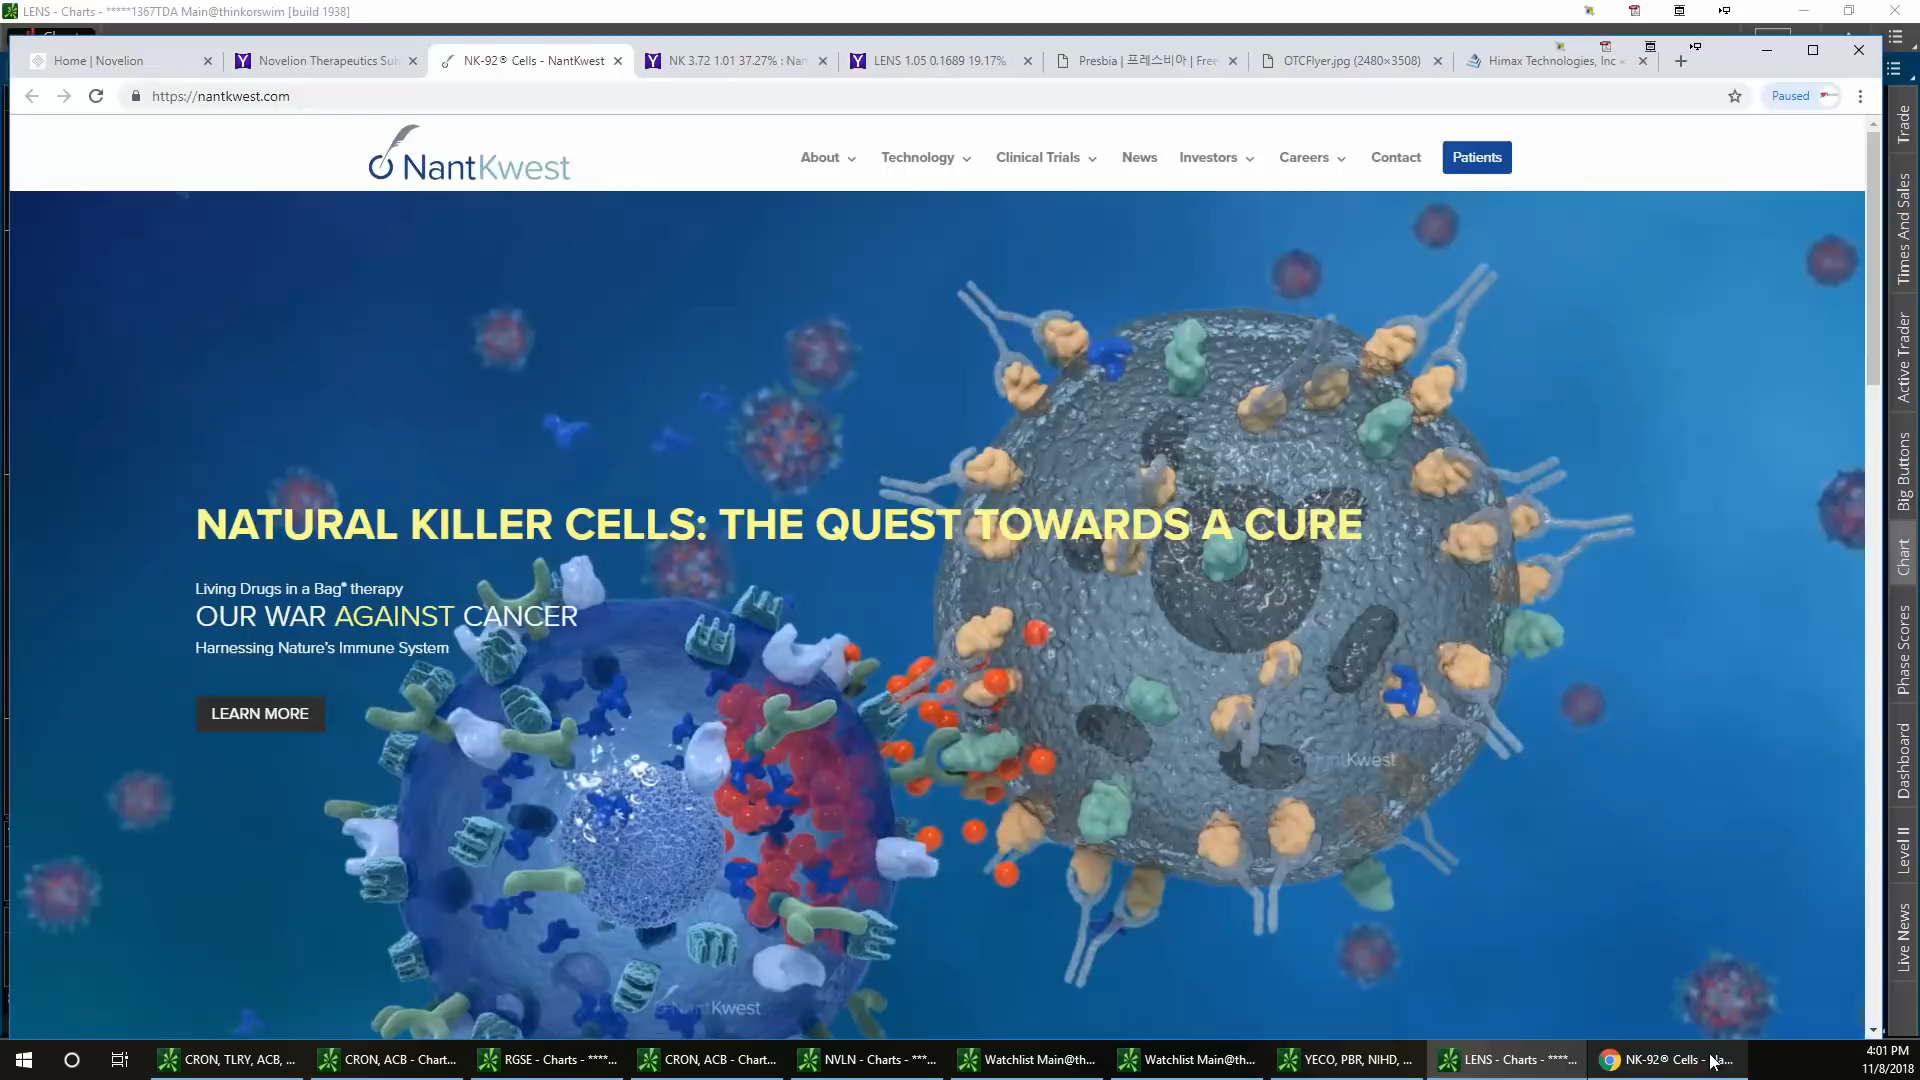 LENS - Charts - *****1367TDA Main@thinkorswim [build 1938]
Home | Novelion
Novelion Therapeutics Sub
NK-92® Cells - NantKwest
NK 3.72 1.01 37.27% : Nan
LENS 1.05 0.1689 19.17%
Presbia | 프레스비아 | Free
OTCFlyer.jpg (2480×3508)
Himax Technologies, Inc
https://nantkwest.com
Paused
NantKwest
About
Technology
Clinical Trials
News
Investors
Careers
Contact
Patients
NATURAL KILLER CELLS: THE QUEST TOWARDS A CURE
Living Drugs in a Bag® therapy
OUR WAR AGAINST CANCER
Harnessing Nature's Immune System
LEARN MORE
NantKwest
NantKwest
Trade
Times And Sales
Active Trader
Big Buttons
Chart
Phase Scores
Dashboard
Level II
Live News
CRON, TLRY, ACB, ...
CRON, ACB - Chart...
RGSE - Charts - ****...
CRON, ACB - Chart...
NVLN - Charts - ***...
Watchlist Main@th...
Watchlist Main@th...
YECO, PBR, NIHD, ...
LENS - Charts - ****...
NK-92® Cells - Na...
4:01 PM
11/8/2018